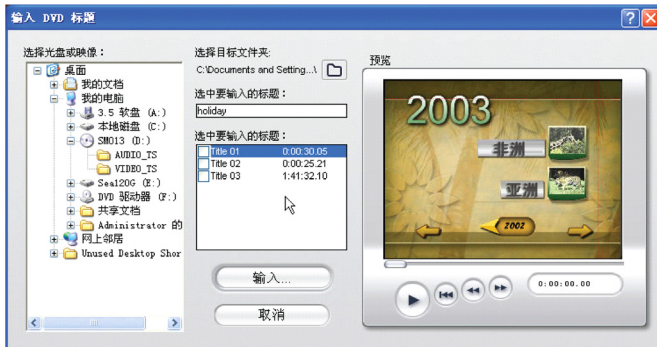 输入 DVD 标题
选择光盘或映像：
桌面
我的文档
我的电脑
3.5 软盘 (A:)
本地磁盘 (C:)
SMO13 (D:)
AUDIO_TS
VIDEO_TS
Sea120G (E:)
DVD 驱动器 (F:)
共享文档
Administrator 的
网上邻居
Unused Desktop Shor
选择目标文件夹:
C:\Documents and Setting...\
选中要输入的标题：
holiday
选中要输入的标题：
Title 01 0:00:30.05
Title 02 0:00:25.21
Title 03 1:41:32.10
输入...
取消
预览
2003
非洲
亚洲
2002
0:00:00.00